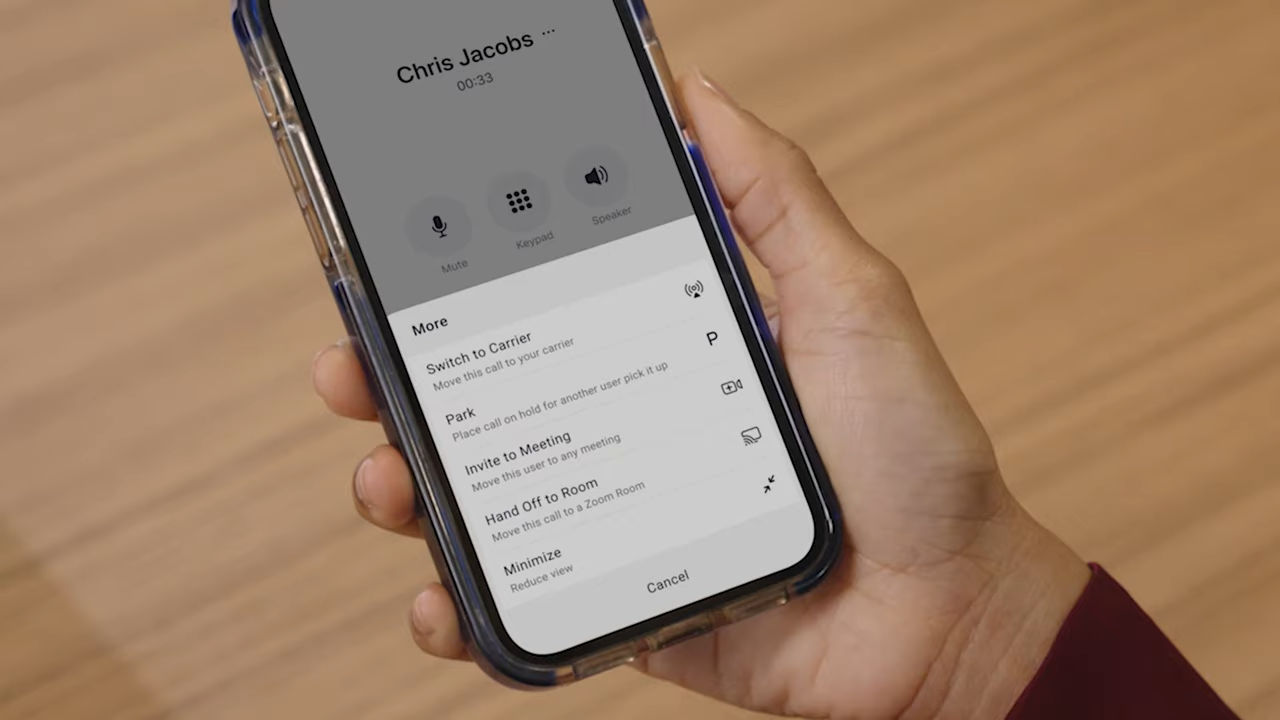 Chris Jacobs ...
00:33
Mute
Keypad
Speaker
More
Switch to Carrier
Move this call to your carrier
Park
Place call on hold for another user pick it up
P
Invite to Meeting
Move this user to any meeting
Hand Off to Room
Move this call to a Zoom Room
Minimize
Reduce view
Cancel